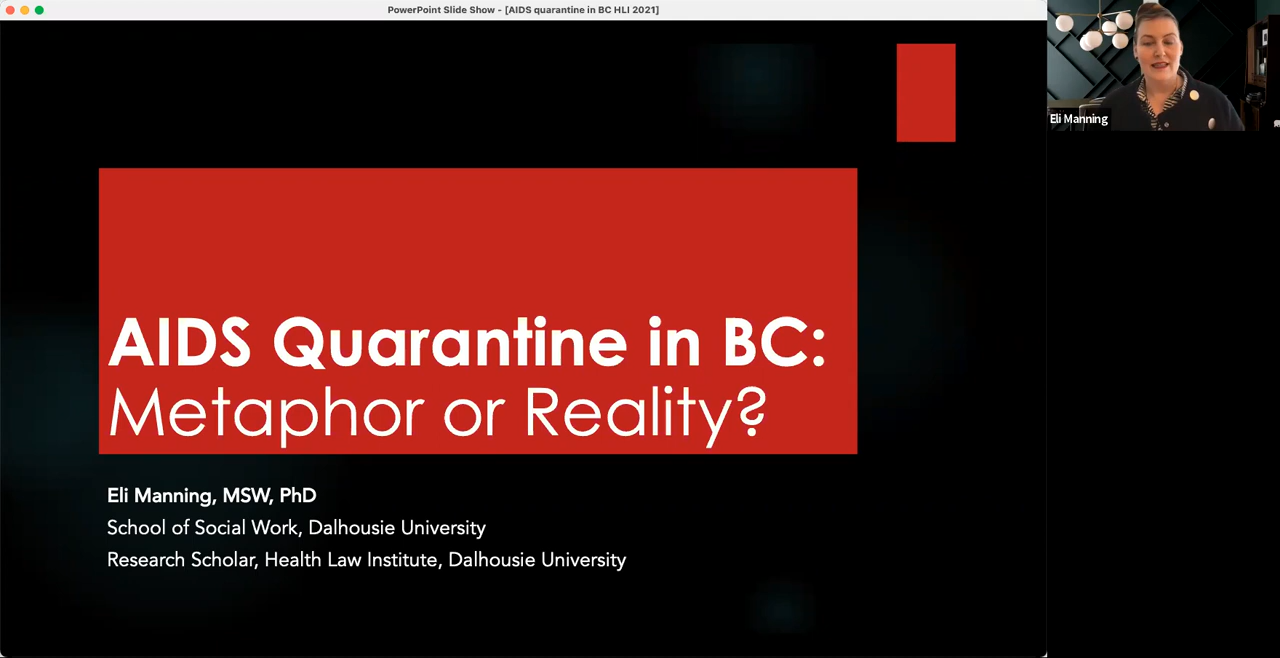 PowerPoint Slide Show - [AIDS quarantine in BC HLI 2021]
Eli Manning
AIDS Quarantine in BC:
Metaphor or Reality?
Eli Manning, MSW, PhD
School of Social Work, Dalhousie University
Research Scholar, Health Law Institute, Dalhousie University